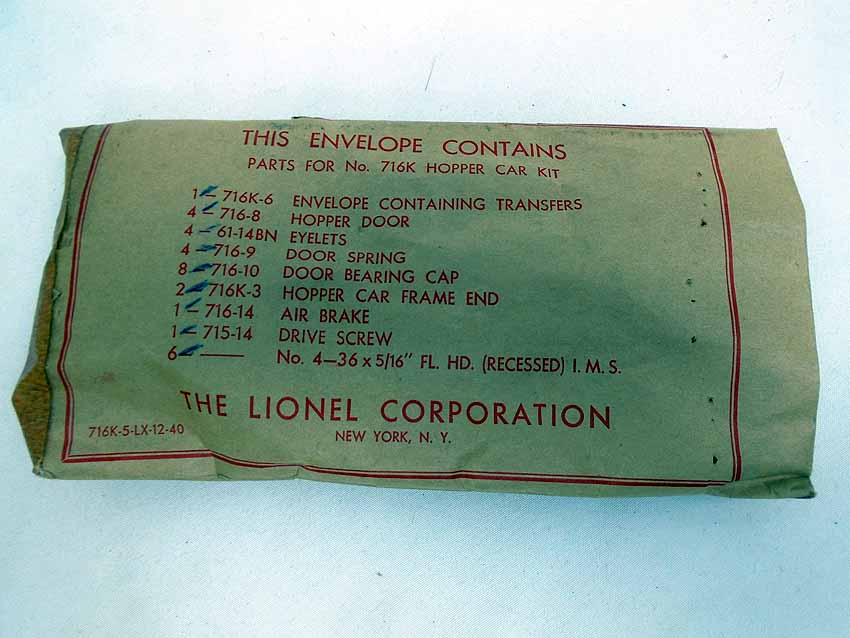 THIS ENVELOPE CONTAINS
PARTS FOR No. 716K HOPPER CAR KIT
1 – 716K-6 ENVELOPE CONTAINING TRANSFERS
4 – 716-8 HOPPER DOOR
4 – 61-14BN EYELETS
4 – 716-9 DOOR SPRING
8 – 716-10 DOOR BEARING CAP
2 – 716K-3 HOPPER CAR FRAME END
1 – 716-14 AIR BRAKE
1 – 715-14 DRIVE SCREW
6 – —— No. 4—36 x 5/16" FL. HD. (RECESSED) I. M. S.
THE LIONEL CORPORATION
716K-5-LX-12-40 NEW YORK, N. Y.